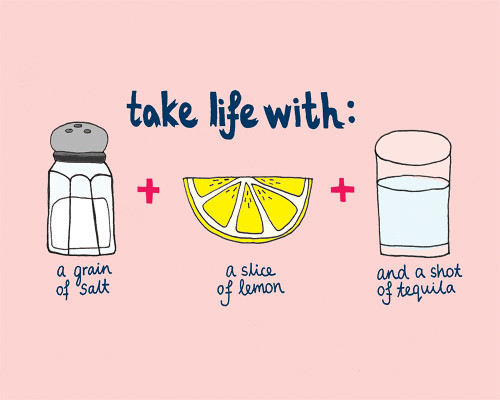 take life with:
+ +
a grain
of salt
a slice
of lemon
and a shot
of tequila